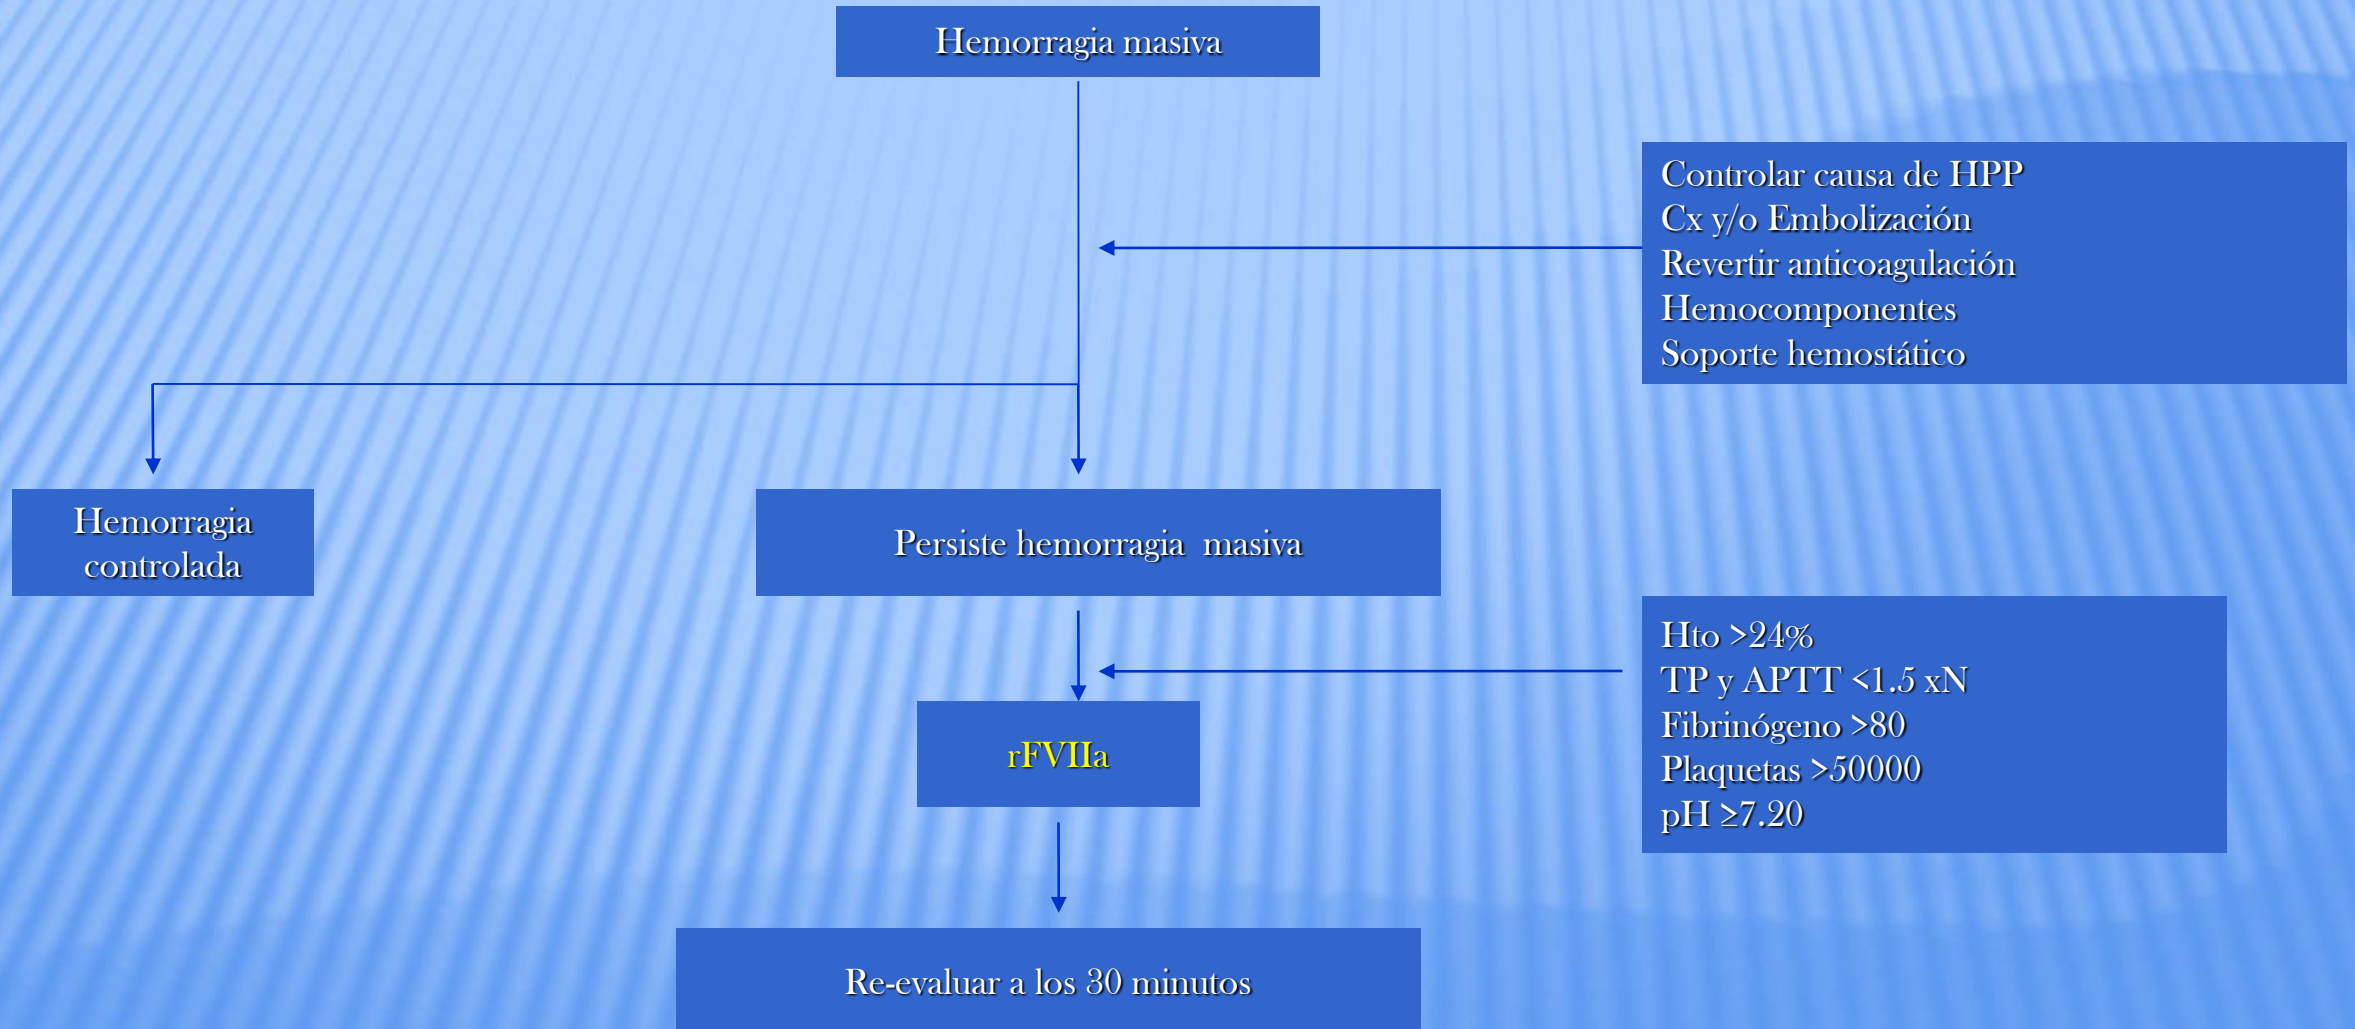 Hemorragia masiva
Controlar causa de HPP
Cx y/o Embolización
Revertir anticoagulación
Hemocomponentes
Soporte hemostático
Hemorragia
controlada
Persiste hemorragia  masiva
Hto >24%
TP y APTT <1.5 xN
Fibrinógeno >80
Plaquetas >50000
pH ≥7.20
rFVIIa
Re-evaluar a los 30 minutos